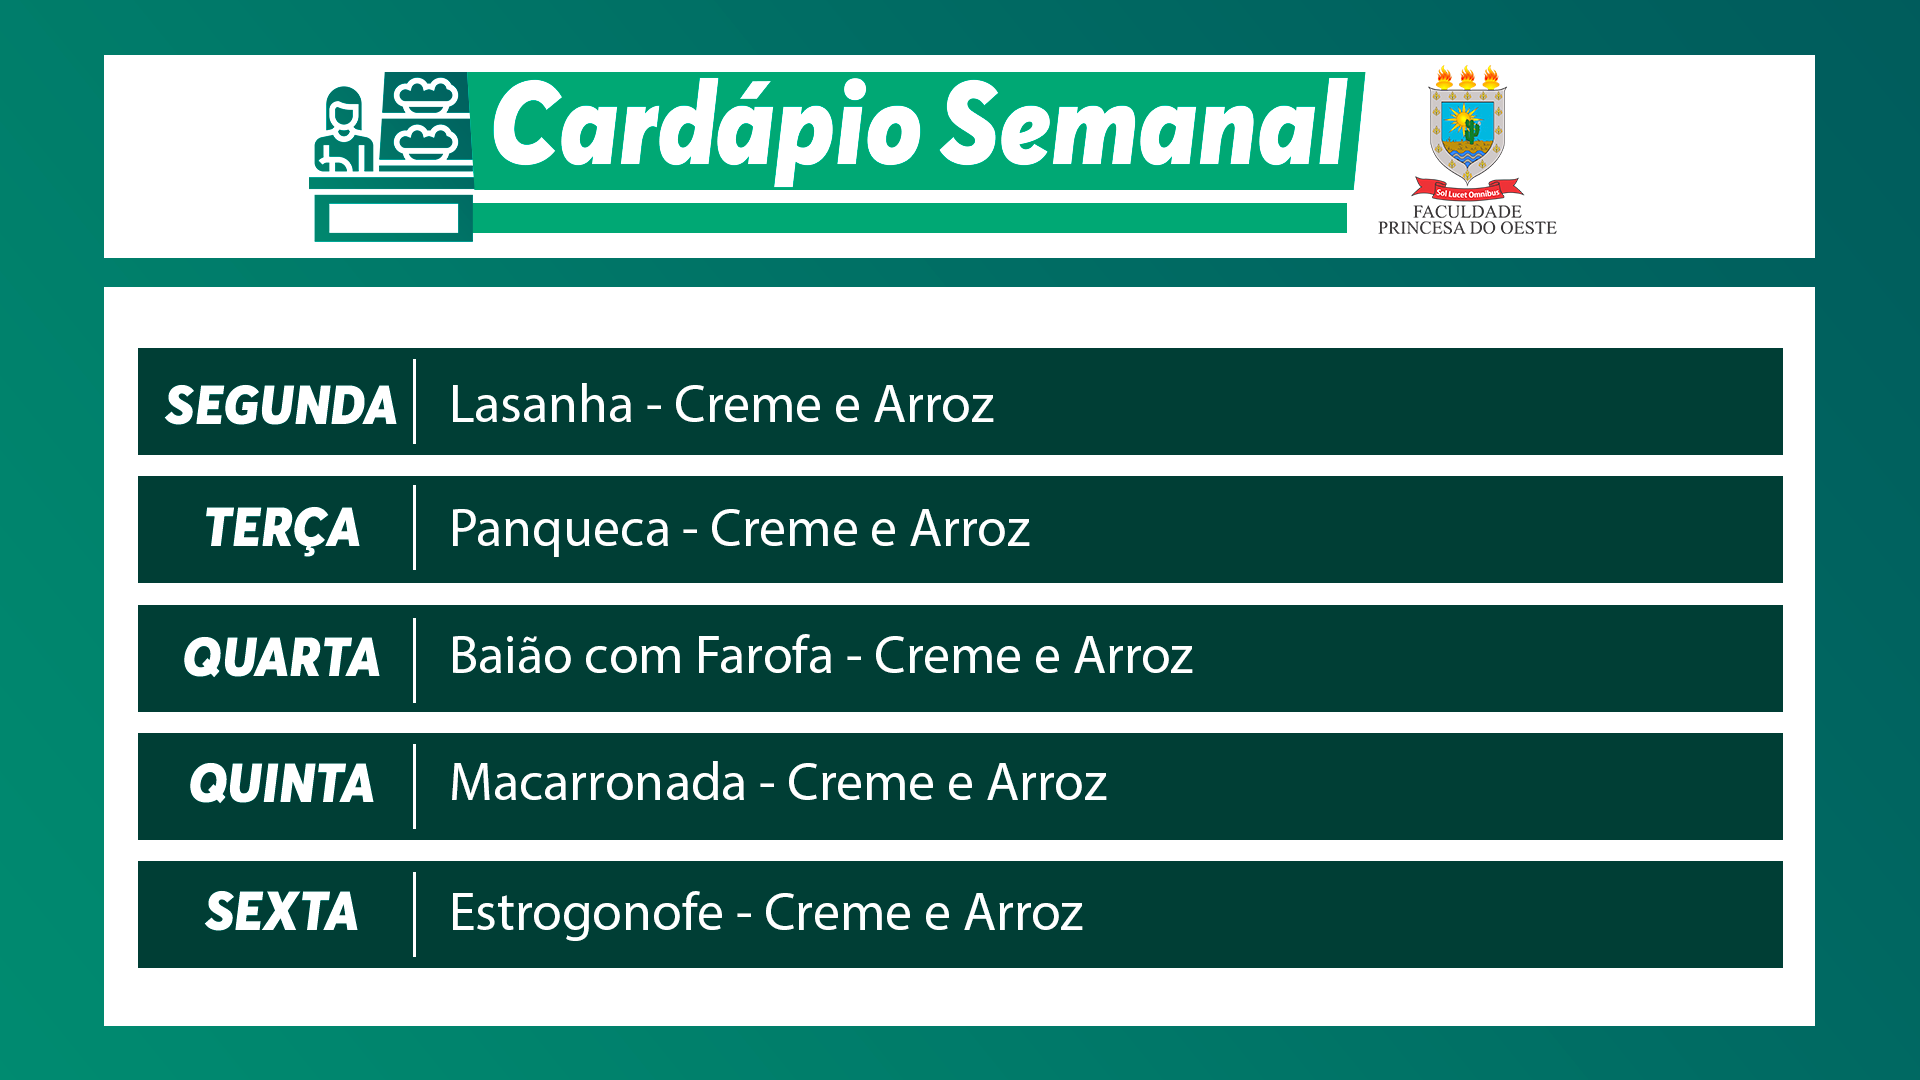 Cardápio Semanal
Sol Lucet Omnibus
FACULDADE
PRINCESA DO OESTE
SEGUNDA Lasanha - Creme e Arroz
TERÇA Panqueca - Creme e Arroz
QUARTA Baião com Farofa - Creme e Arroz
QUINTA Macarronada - Creme e Arroz
SEXTA Estrogonofe - Creme e Arroz